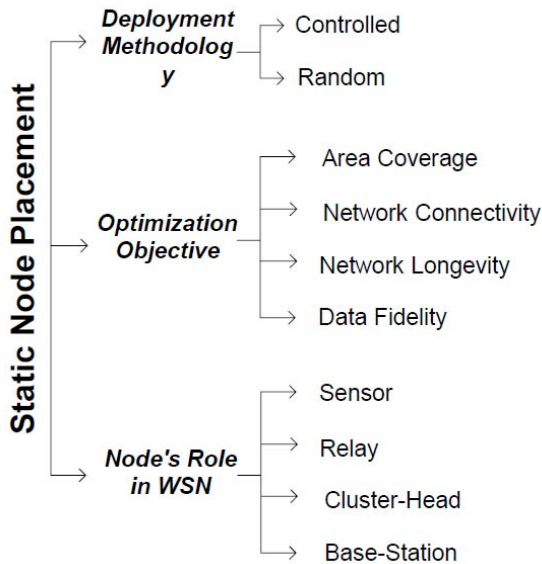 Static Node Placement
Deployment
Methodolog
y
Controlled
Random
Optimization
Objective
Area Coverage
Network Connectivity
Network Longevity
Data Fidelity
Node's Role
in WSN
Sensor
Relay
Cluster-Head
Base-Station